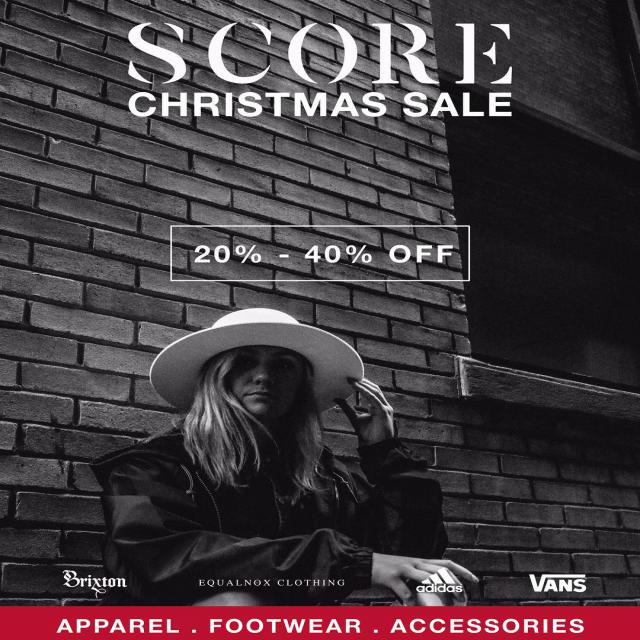 SCORE
CHRISTMAS SALE
20% - 40% OFF
Brixton
EQUALNOX CLOTHING
adidas
VANS
APPAREL . FOOTWEAR . ACCESSORIES